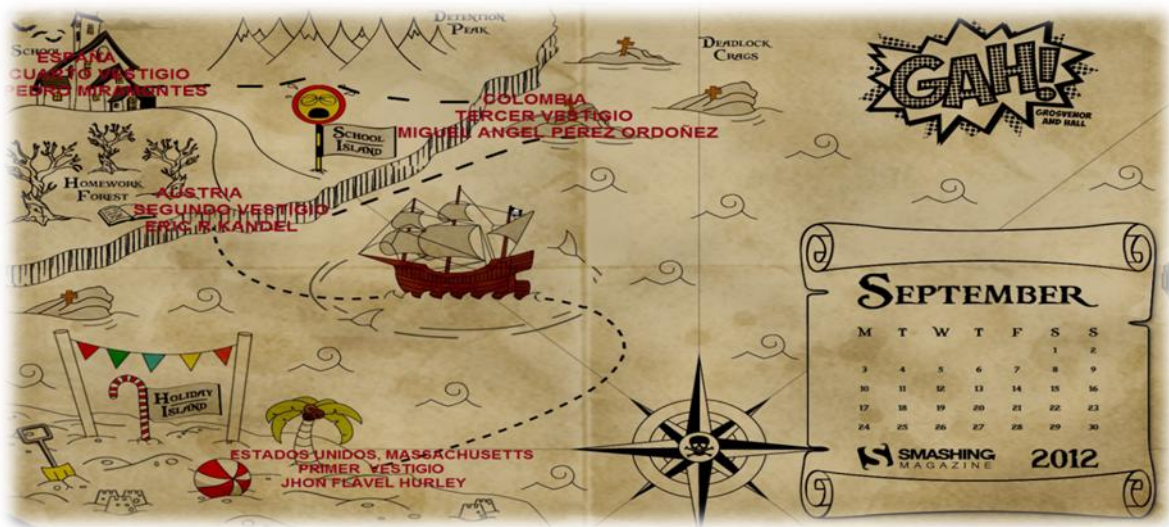 DETENTION
PEAK
SCHOOL
DEADLOCK
CRAGS
GAH!
GROSVENOR
AND HALL
ESPAÑA
CUARTO VESTIGIO
PEDRO MIRAMONTES
COLOMBIA
TERCER VESTIGIO
MIGUEL ANGEL PEREZ ORDOÑEZ
SCHOOL
ISLAND
HOMEWORK
FOREST
AUSTRIA
SEGUNDO VESTIGIO
ERIC R KANDEL
SEPTEMBER
M T W T F S S
1 2
3 4 5 6 7 8 9
10 11 12 13 14 15 16
17 18 19 20 21 22 23
24 25 26 27 28 29 30
SMASHING
MAGAZINE
2012
HOLIDAY
ISLAND
ESTADOS UNIDOS, MASSACHUSETTS
PRIMER VESTIGIO
JHON FLAVEL HURLEY